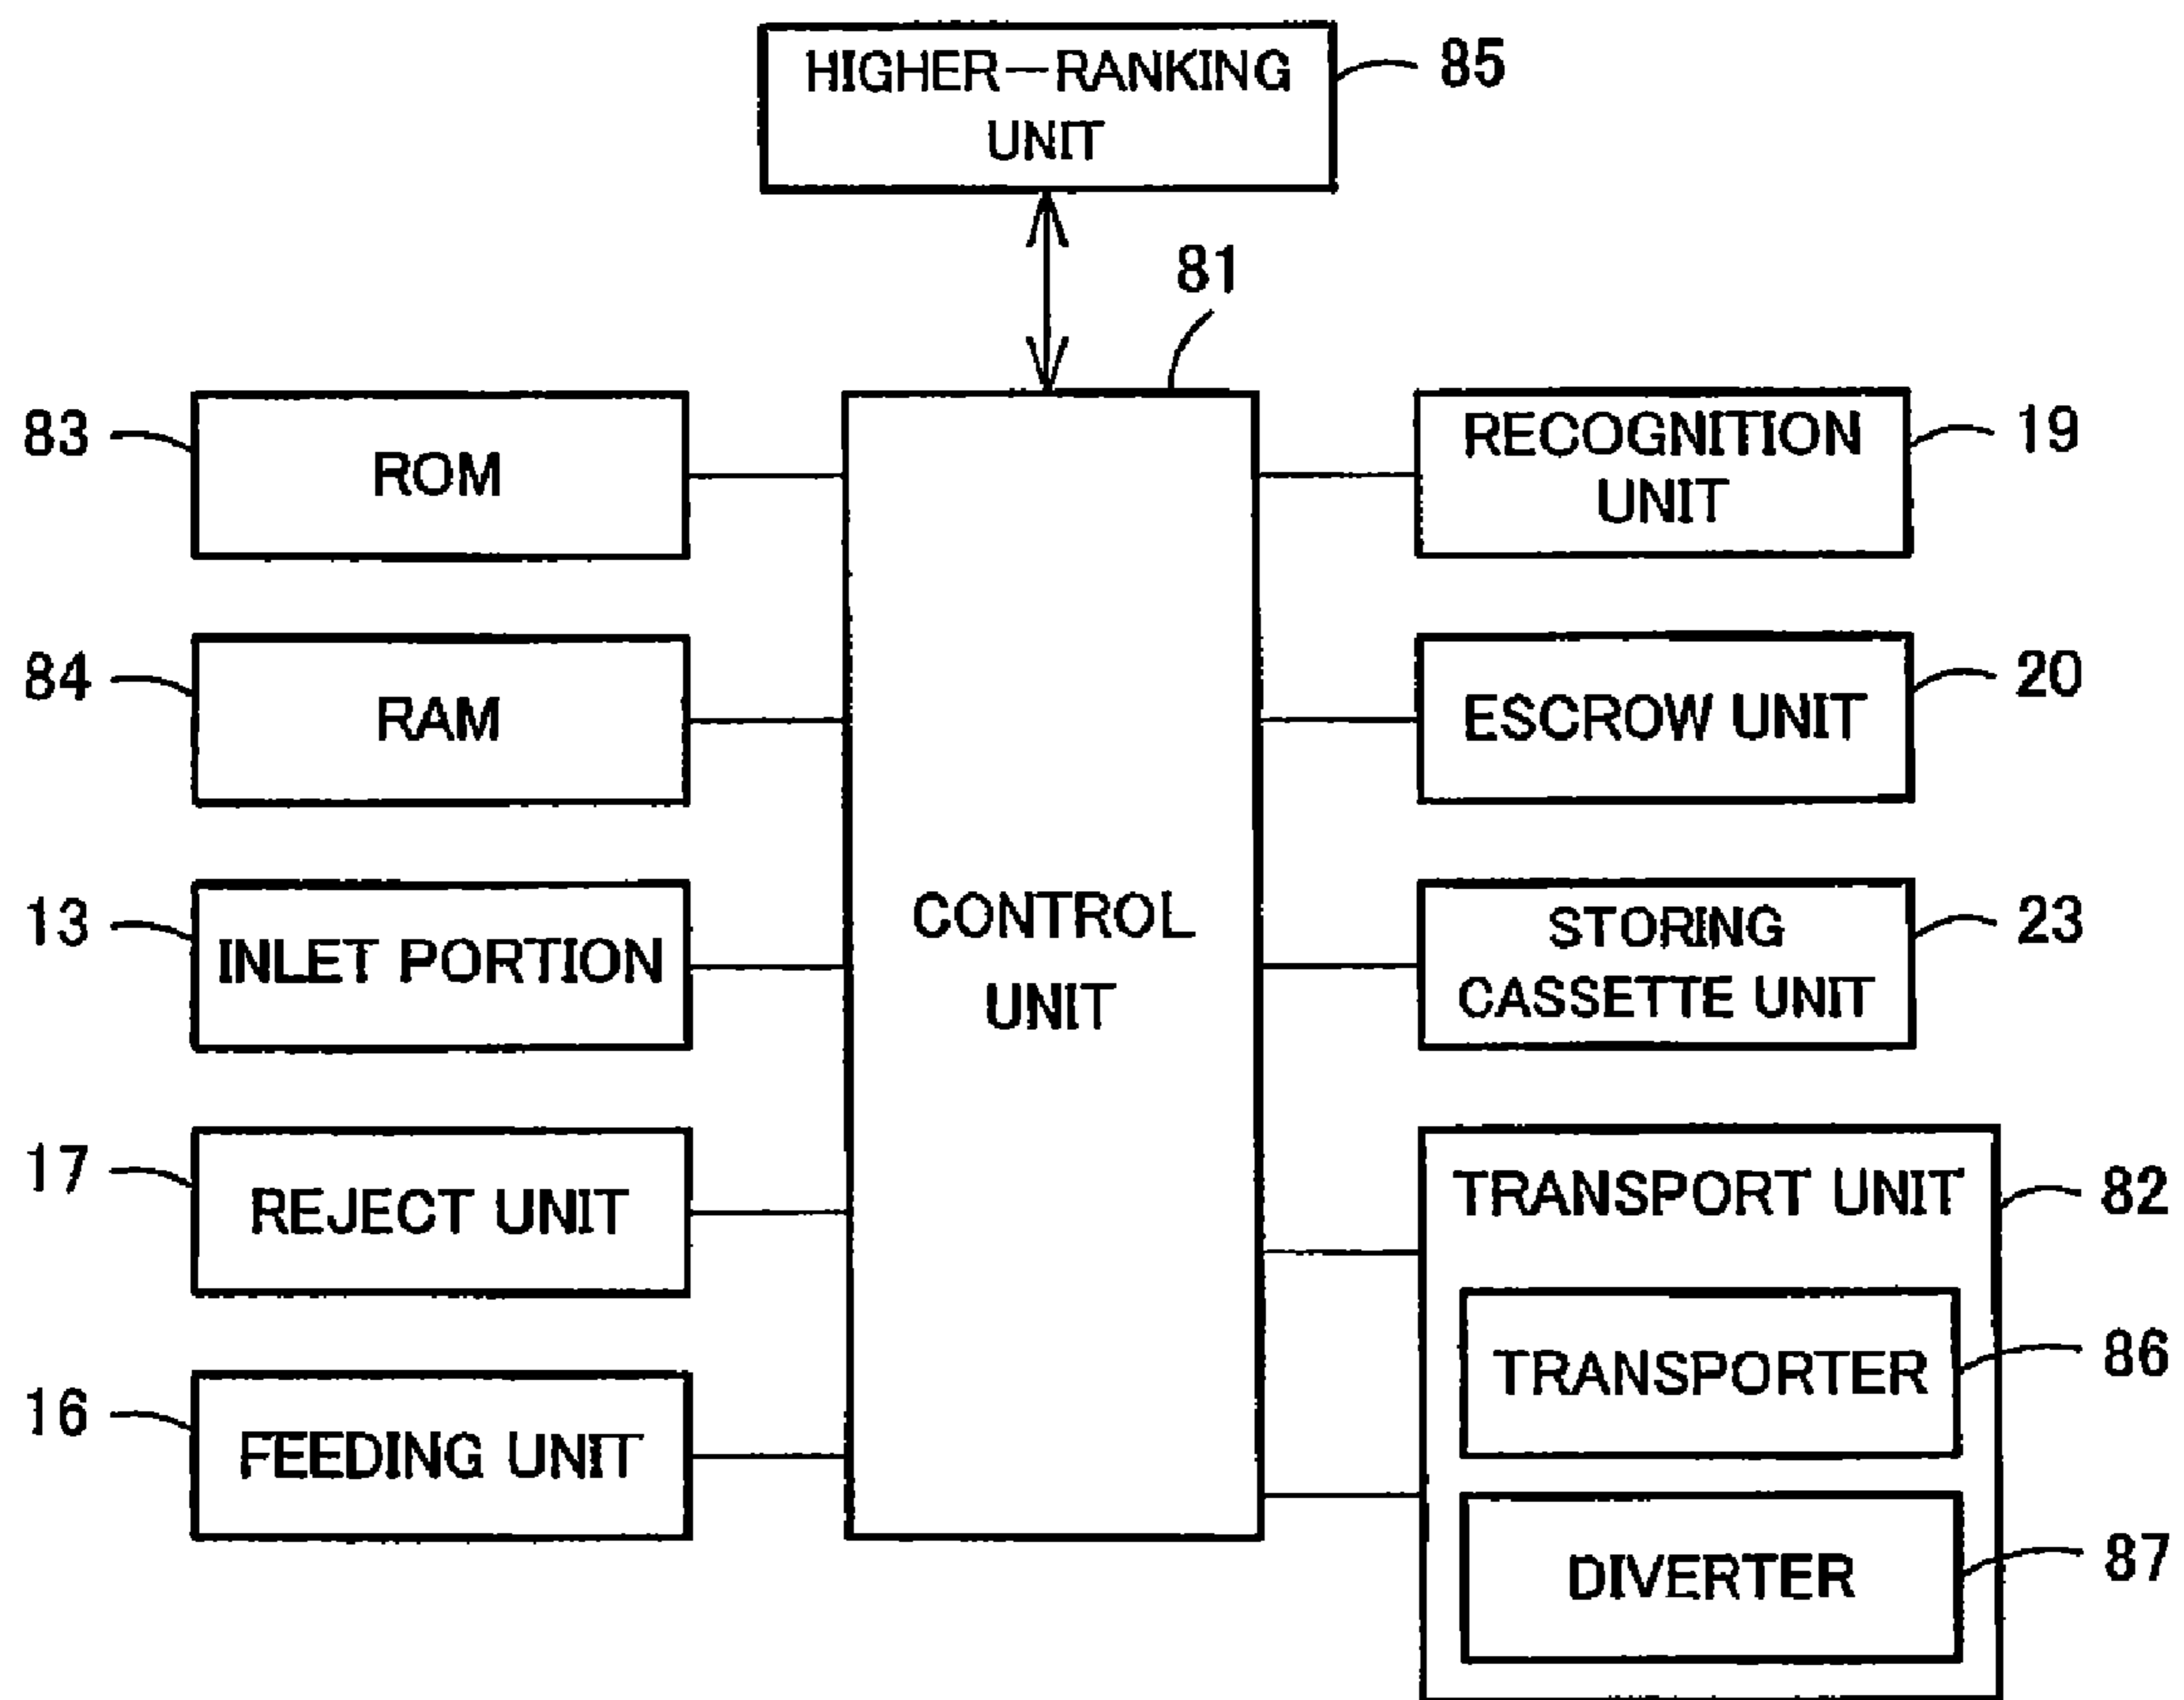 HIGHER-RANKING
UNIT
85
81
83
ROM
84
RAM
13
INLET PORTION
17
REJECT UNIT
16
FEEDING UNIT
CONTROL
UNIT
RECOGNITION
UNIT
19
ESCROW UNIT
20
STORING
CASSETTE UNIT
23
TRANSPORT UNIT
82
TRANSPORTER
86
DIVERTER
87